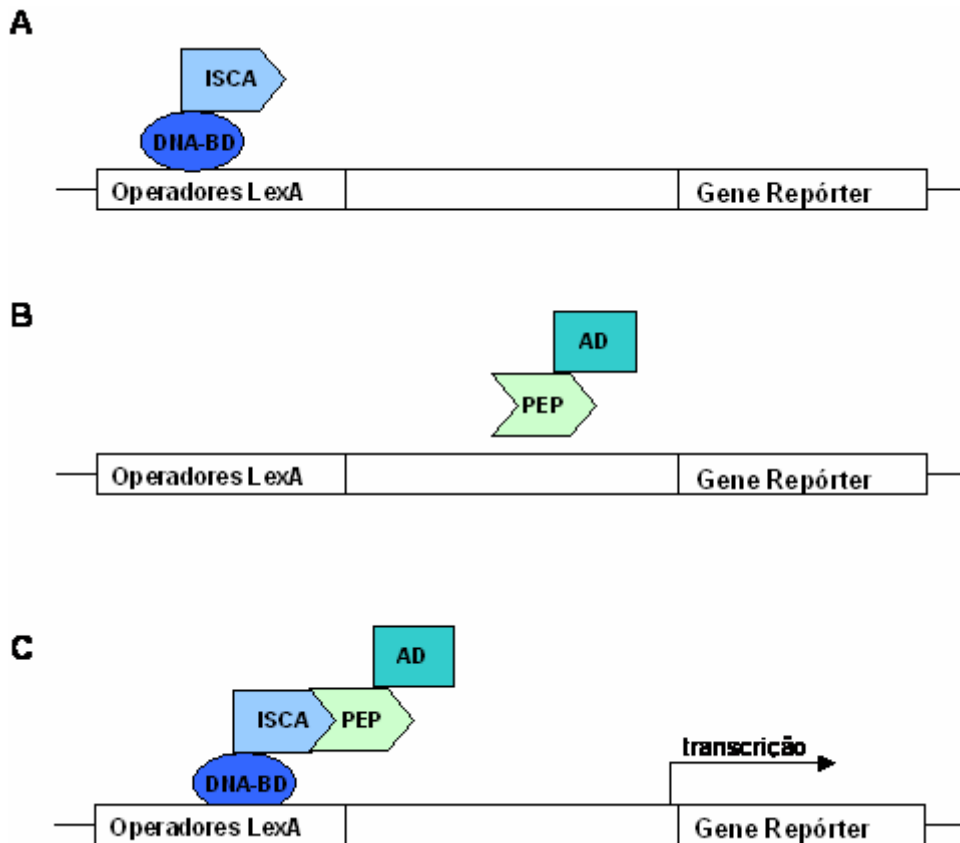 A
ISCA
DNA-BD
Operadores LexA
Gene Repórter
B
AD
PEP
Operadores LexA
Gene Repórter
C
AD
ISCA
PEP
transcrição
DNA-BD
Operadores LexA
Gene Repórter